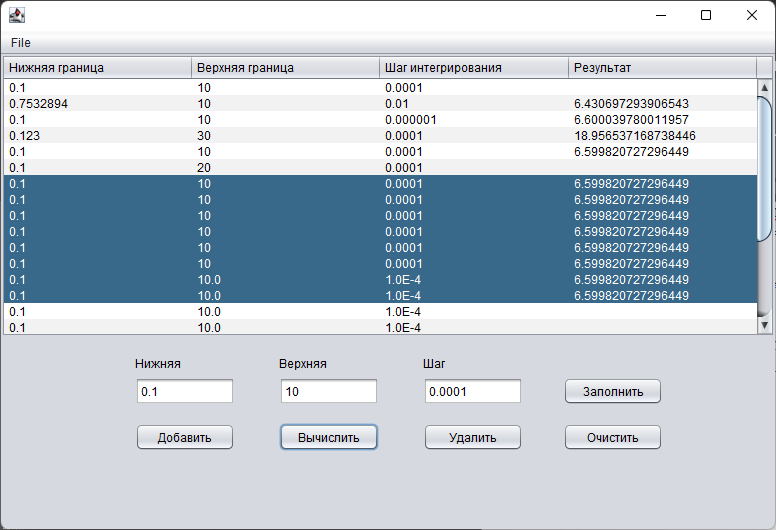 File
Нижняя граница Верхняя граница Шаг интегрирования Результат
0.1 10 0.0001
0.7532894 10 0.01 6.430697293906543
0.1 10 0.000001 6.600039780011957
0.123 30 0.0001 18.956537168738446
0.1 10 0.0001 6.599820727296449
0.1 20 0.0001
0.1 10 0.0001 6.599820727296449
0.1 10 0.0001 6.599820727296449
0.1 10 0.0001 6.599820727296449
0.1 10 0.0001 6.599820727296449
0.1 10 0.0001 6.599820727296449
0.1 10 0.0001 6.599820727296449
0.1 10.0 1.0E-4 6.599820727296449
0.1 10.0 1.0E-4 6.599820727296449
0.1 10.0 1.0E-4
0.1 10.0 1.0E-4
Нижняя Верхняя Шаг
0.1 10 0.0001 Заполнить
Добавить Вычислить Удалить Очистить